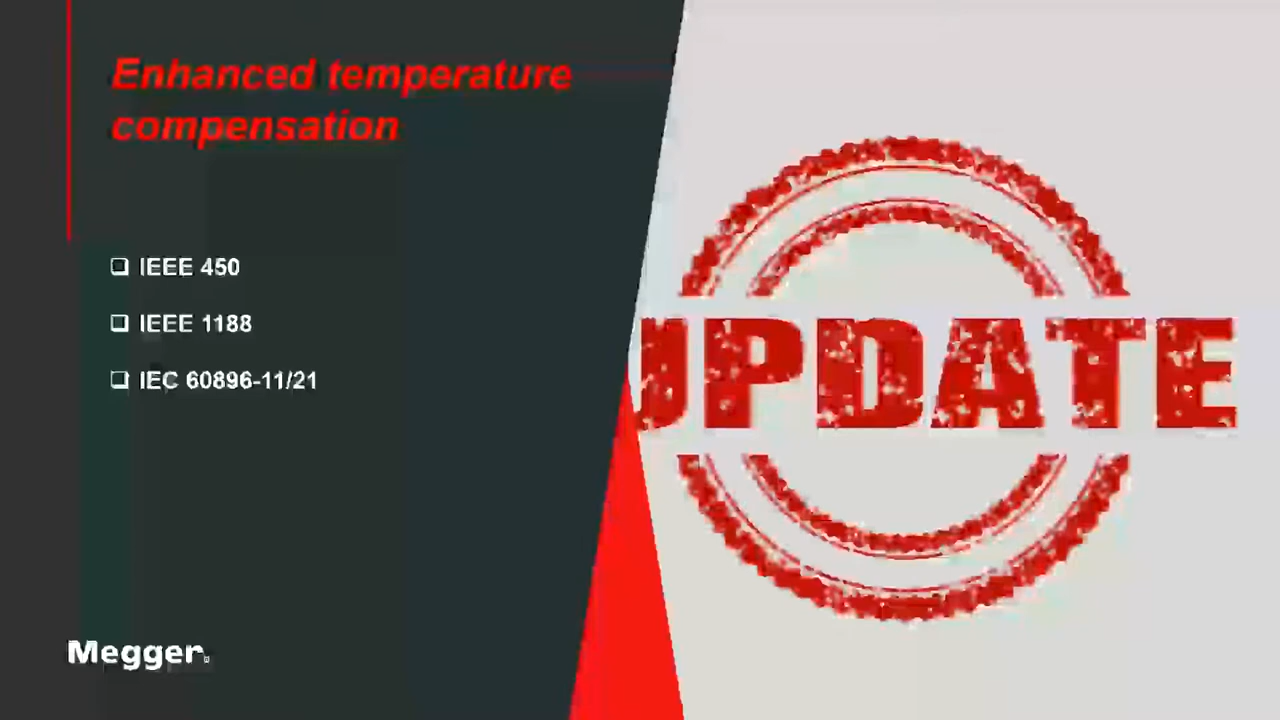 Enhanced temperature
compensation
IEEE 450
IEEE 1188
IEC 60896-11/21
UPDATE
Megger.